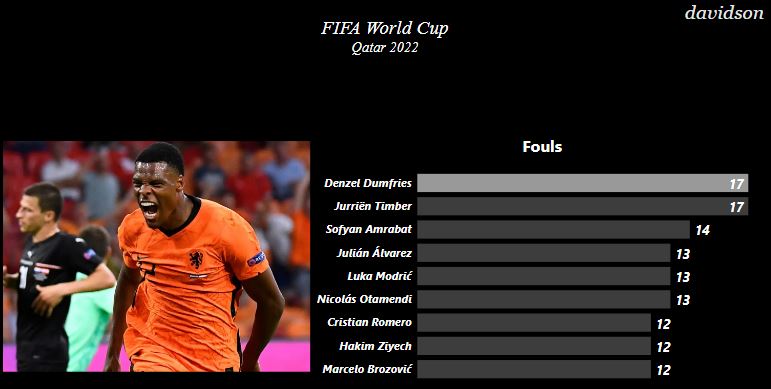 davidson
FIFA World Cup
Qatar 2022
Fouls
Denzel Dumfries 17
Jurriën Timber 17
Sofyan Amrabat 14
Julián Álvarez 13
Luka Modrić 13
Nicolás Otamendi 13
Cristian Romero 12
Hakim Ziyech 12
Marcelo Brozović 12